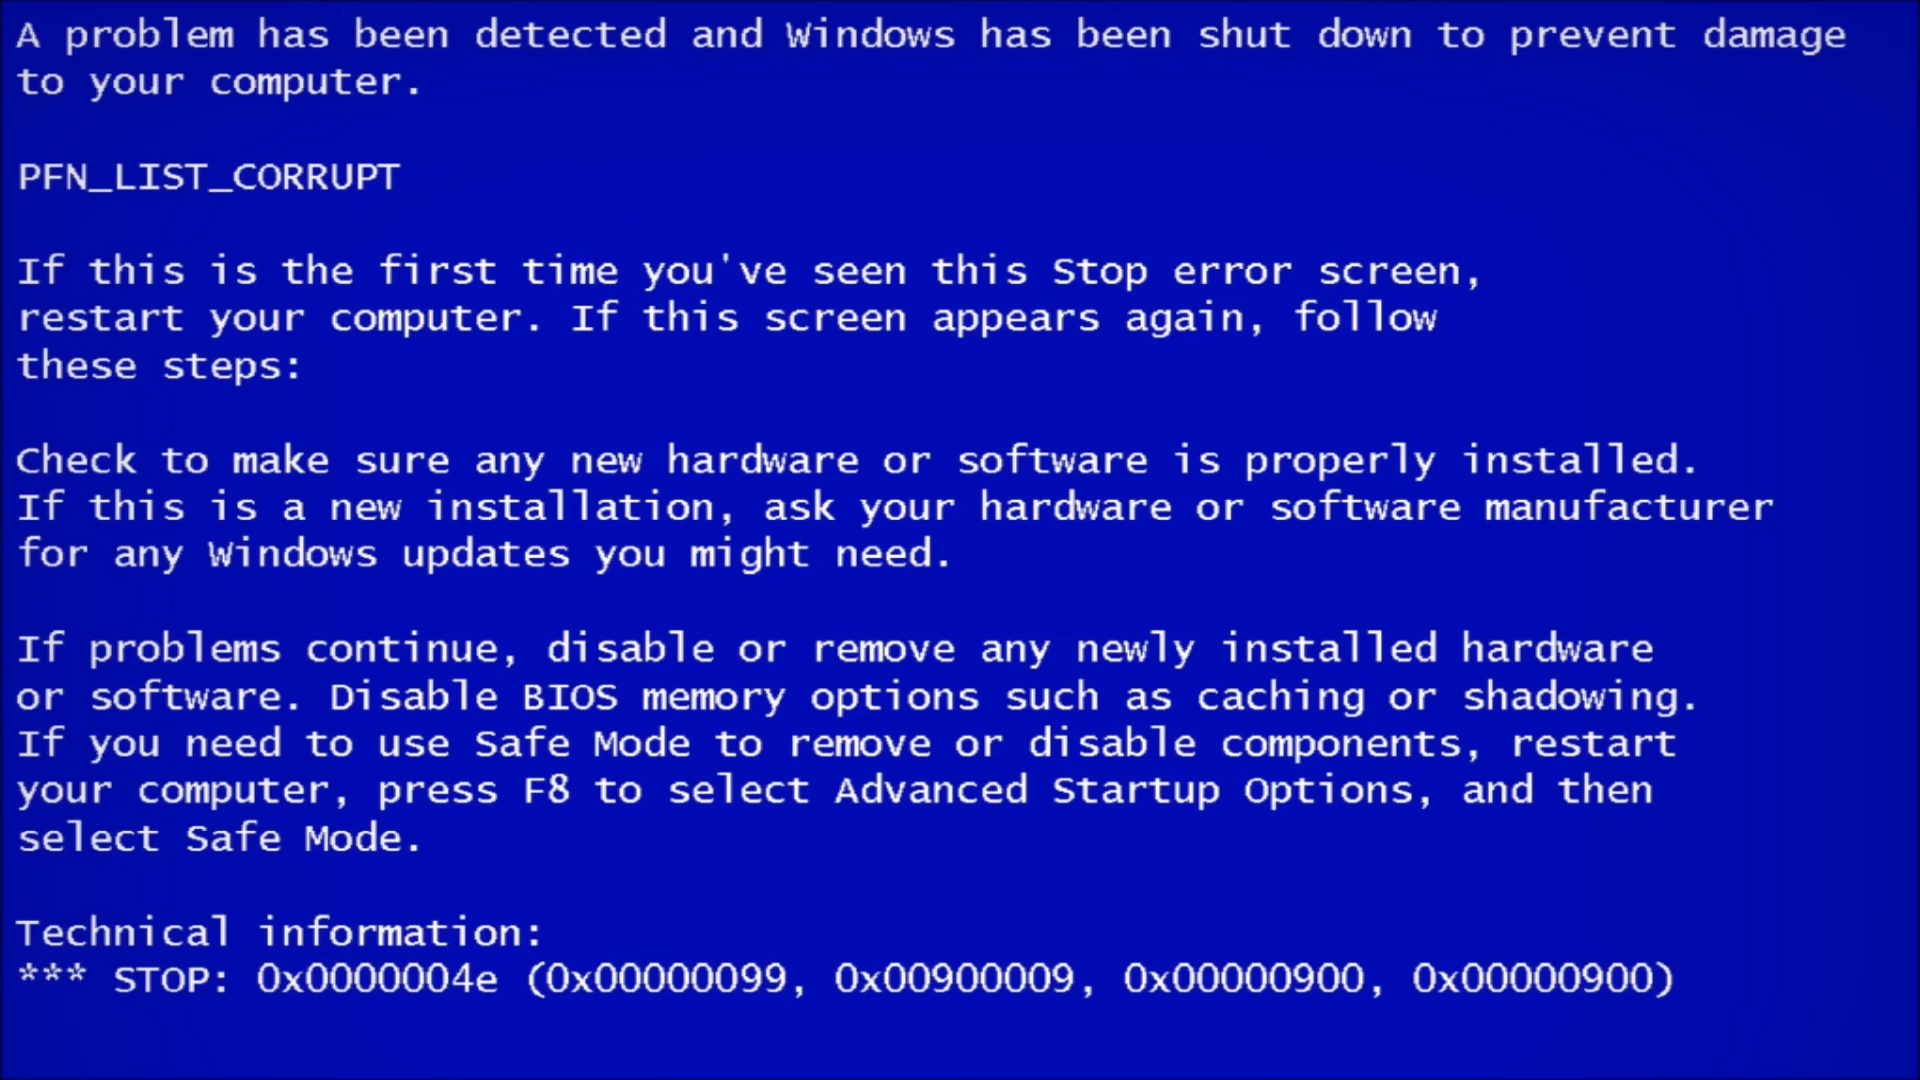 A problem has been detected and Windows has been shut down to prevent damage
to your computer.
PFN_LIST_CORRUPT
If this is the first time you've seen this Stop error screen,
restart your computer. If this screen appears again, follow
these steps:
Check to make sure any new hardware or software is properly installed.
If this is a new installation, ask your hardware or software manufacturer
for any Windows updates you might need.
If problems continue, disable or remove any newly installed hardware
or software. Disable BIOS memory options such as caching or shadowing.
If you need to use Safe Mode to remove or disable components, restart
your computer, press F8 to select Advanced Startup Options, and then
select Safe Mode.
Technical information:
*** STOP: 0x0000004e (0x00000099, 0x00900009, 0x00000900, 0x00000900)